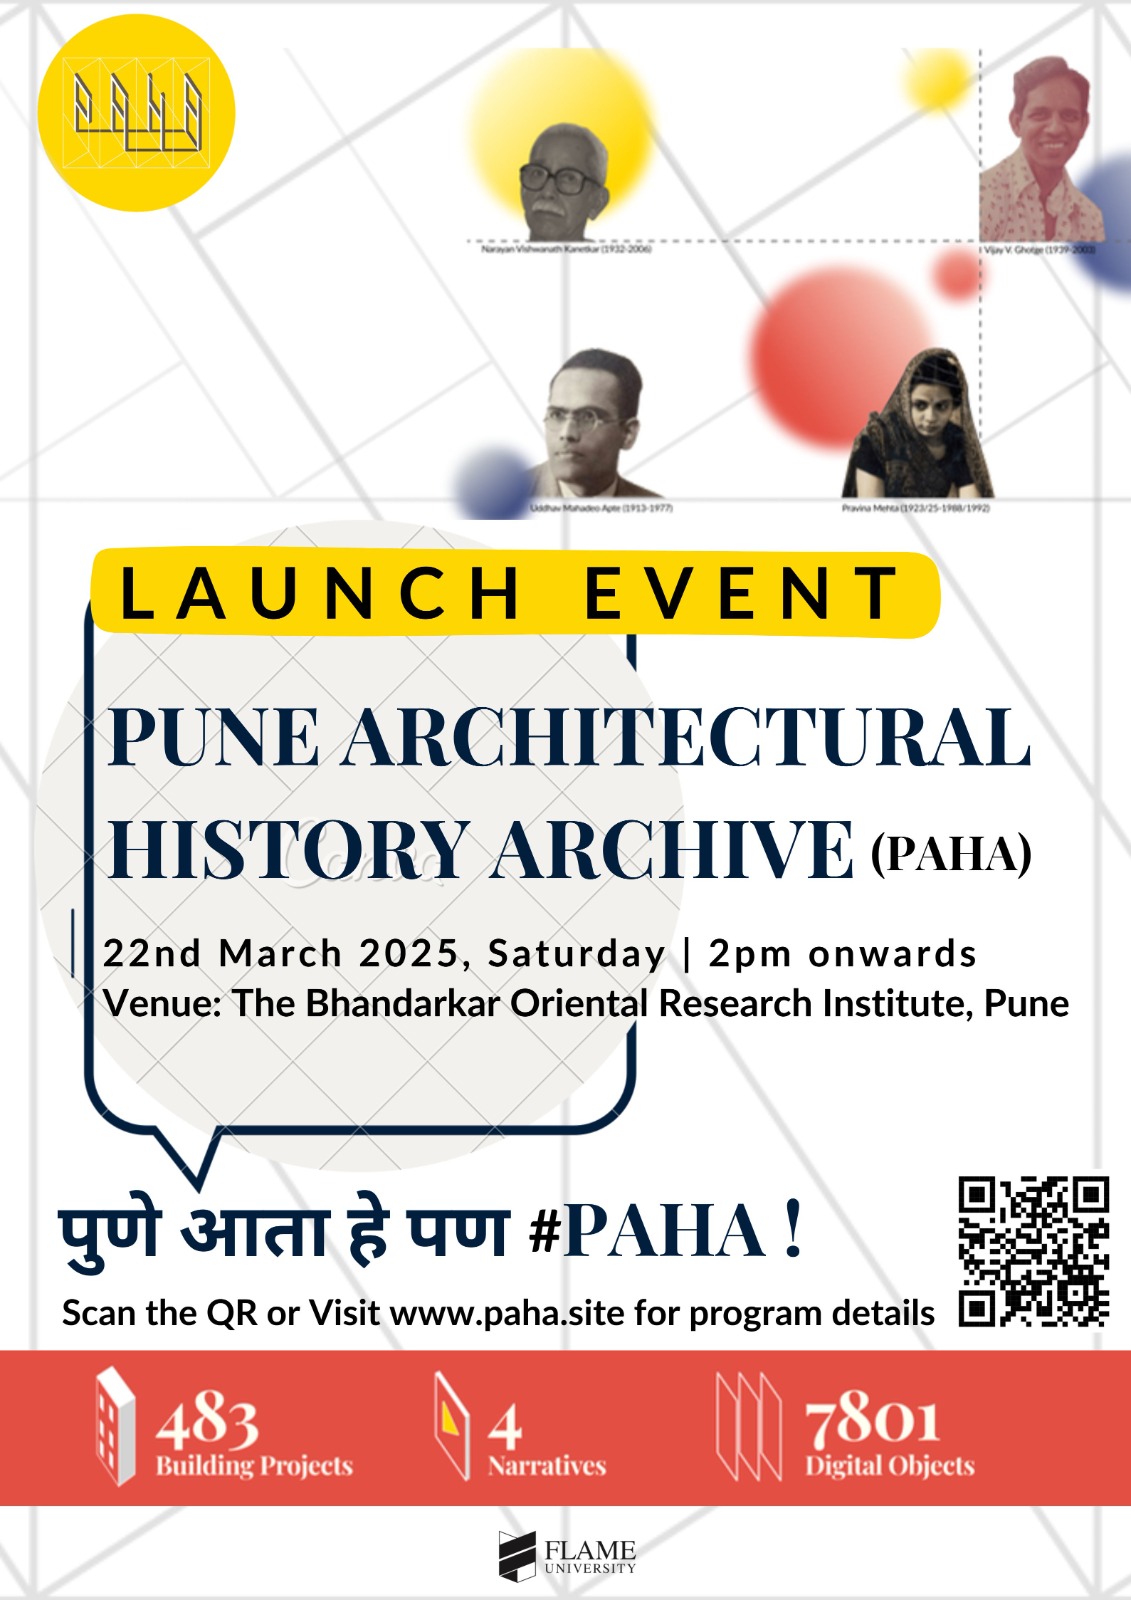 PAHA
Narayan Vishwanath Kanetkar (1932-2006)
Vijay V. Ghotge (1939-2003)
Uddhav Mahadeo Apte (1913-1977)
Pravina Mehta (1923/25-1988/1992)
LAUNCH EVENT
PUNE ARCHITECTURAL
HISTORY ARCHIVE (PAHA)
Canva
22nd March 2025, Saturday | 2pm onwards
Venue: The Bhandarkar Oriental Research Institute, Pune
पुणे आता हे पण #PAHA !
Scan the QR or Visit www.paha.site for program details
483
Building Projects
4
Narratives
7801
Digital Objects
FLAME
UNIVERSITY